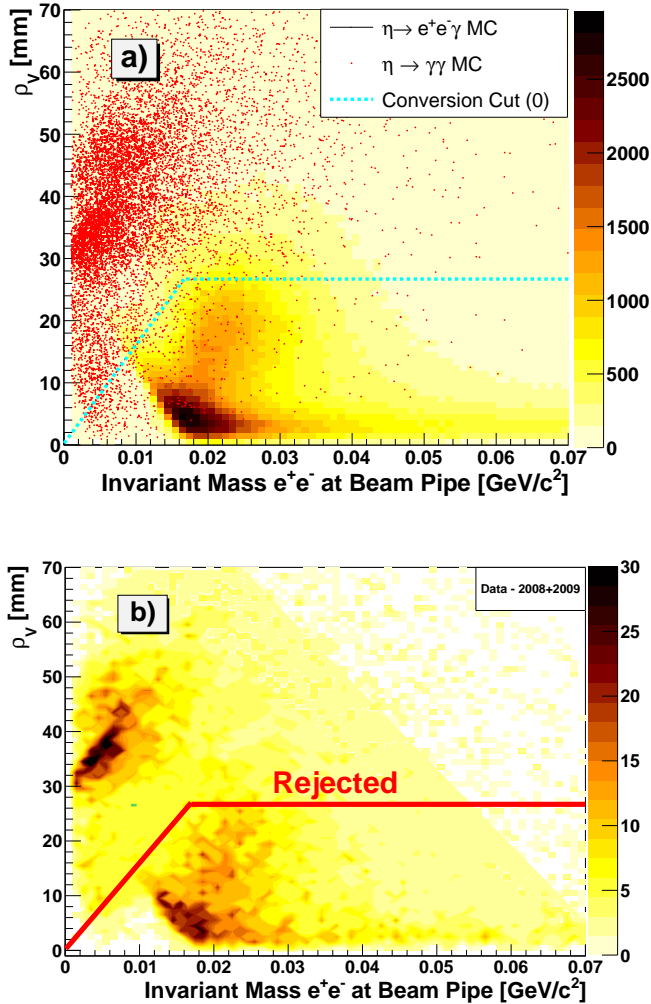 ρ_v [mm]
70
60
50
40
30
20
10
0
a)
η→ e⁺e⁻γ MC
η → γγ MC
Conversion Cut (0)
2500
2000
1500
1000
500
0
0 0.01 0.02 0.03 0.04 0.05 0.06 0.07
Invariant Mass e⁺e⁻ at Beam Pipe [GeV/c²]
ρ_v [mm]
70
60
50
40
30
20
10
0
b)
Data - 2008+2009
Rejected
30
25
20
15
10
5
0
0 0.01 0.02 0.03 0.04 0.05 0.06 0.07
Invariant Mass e⁺e⁻ at Beam Pipe [GeV/c²]